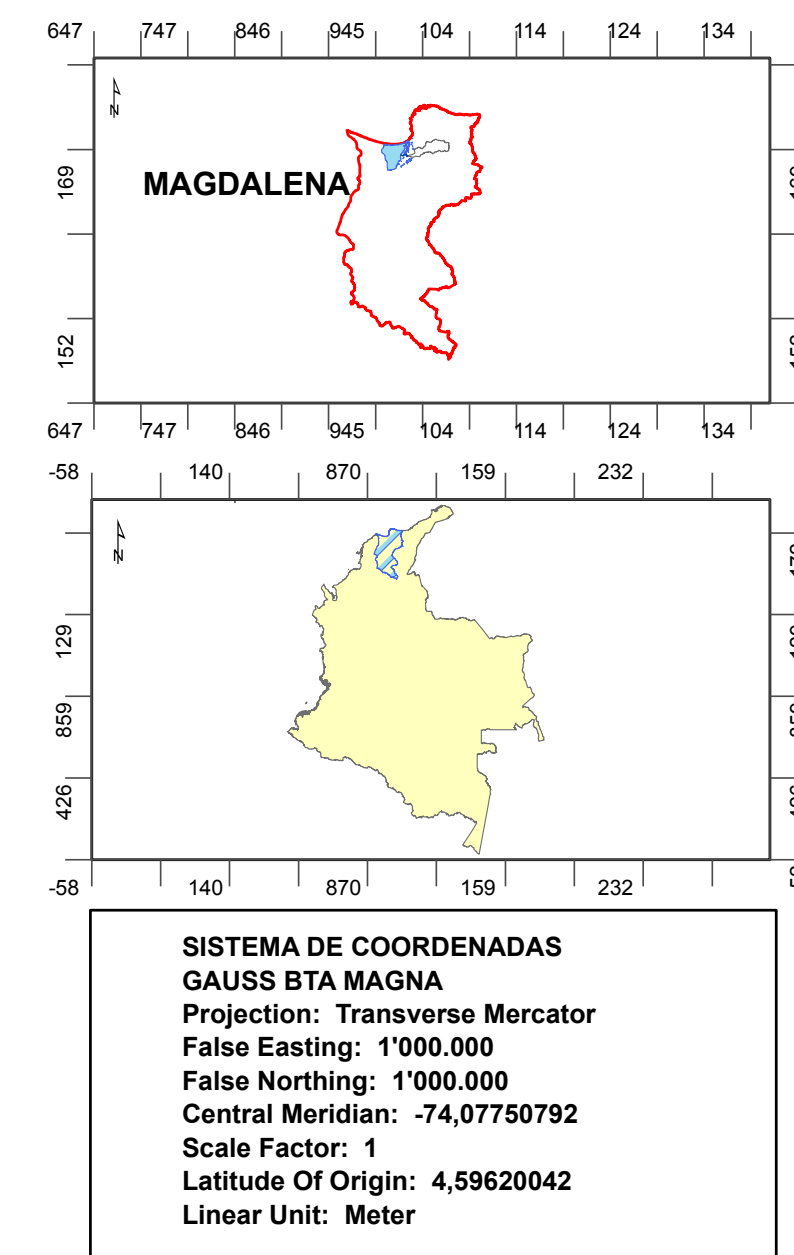 647 747 846 945 104 114 124 134
N
MAGDALENA
169
152
647 747 846 945 104 114 124 134
-58 140 870 159 232
N
129
859
426
-58 140 870 159 232
SISTEMA DE COORDENADAS
GAUSS BTA MAGNA
Projection: Transverse Mercator
False Easting: 1'000.000
False Northing: 1'000.000
Central Meridian: -74,07750792
Scale Factor: 1
Latitude Of Origin: 4,59620042
Linear Unit: Meter